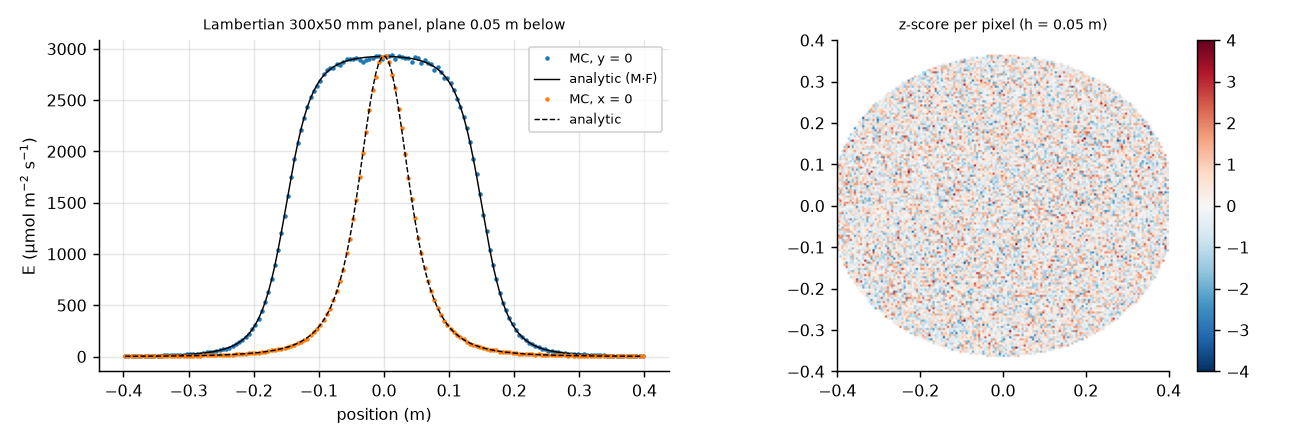 Lambertian 300x50 mm panel, plane 0.05 m below
3000
2500
2000
1500
1000
500
0
E (µmol m⁻² s⁻¹)
MC, y = 0
analytic (M·F)
MC, x = 0
analytic
−0.4 −0.3 −0.2 −0.1 0.0 0.1 0.2 0.3 0.4
position (m)
z-score per pixel (h = 0.05 m)
0.4
0.3
0.2
0.1
0.0
−0.1
−0.2
−0.3
−0.4
−0.4 −0.2 0.0 0.2 0.4
4
3
2
1
0
−1
−2
−3
−4